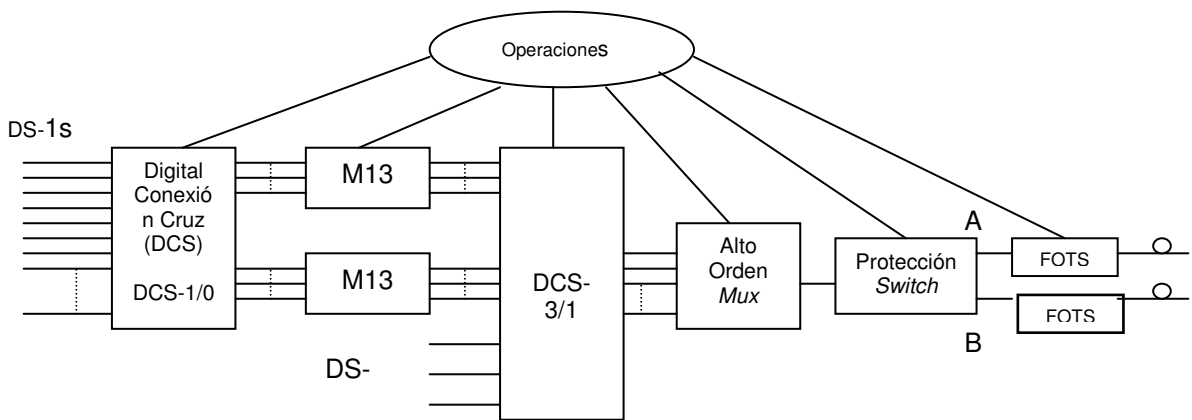 Operaciones
DS-1s
Digital
Conexió
n Cruz
(DCS)
DCS-1/0
M13
M13
DS-
DCS-
3/1
Alto
Orden
Mux
Protección
Switch
A
B
FOTS
FOTS